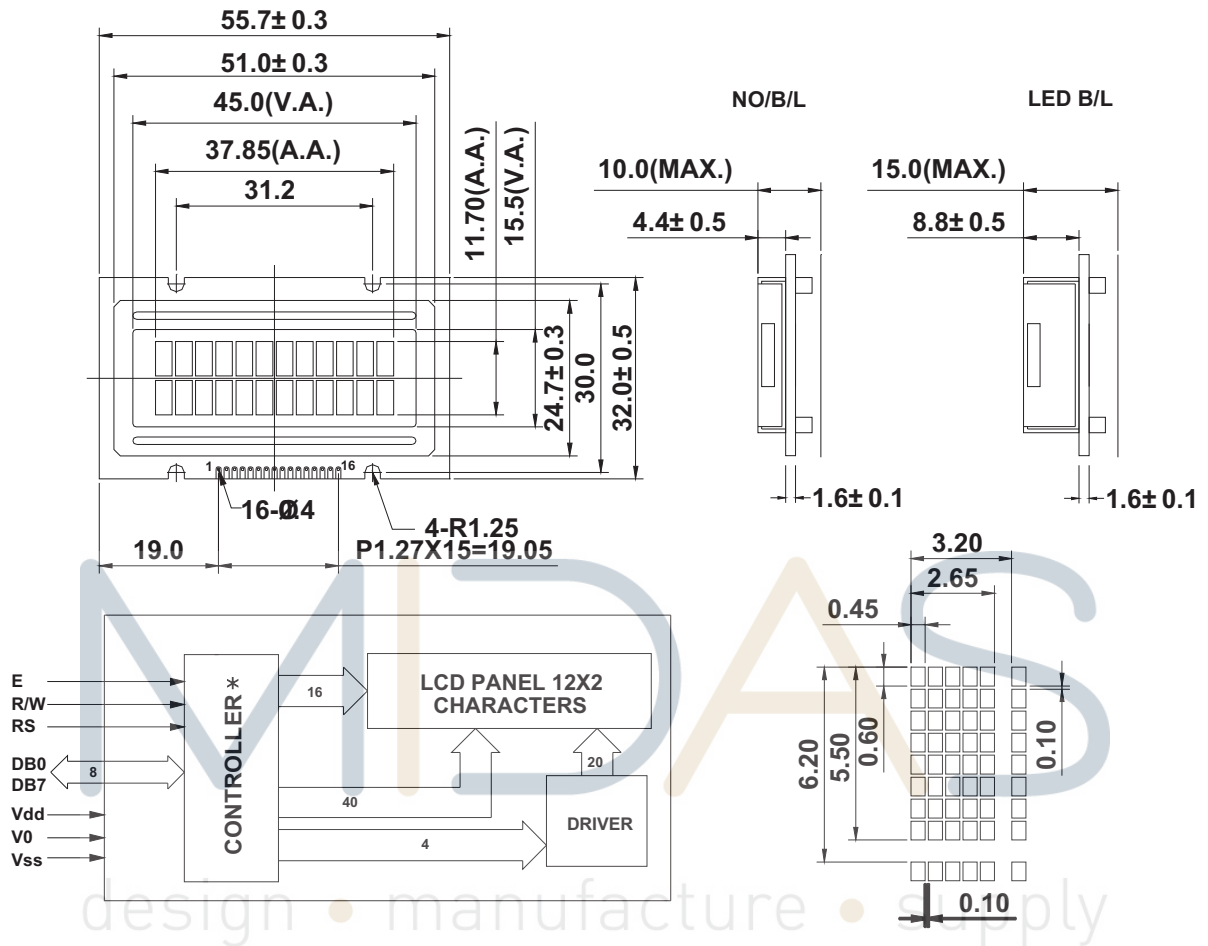 55.7± 0.3
51.0± 0.3
45.0(V.A.)
37.85(A.A.)
31.2
11.70(A.A.)
15.5(V.A.)
NO/B/L
LED B/L
10.0(MAX.)
15.0(MAX.)
4.4± 0.5
8.8± 0.5
24.7± 0.3
30.0
32.0± 0.5
1
16
4-R1.25
1.6± 0.1
1.6± 0.1
19.0
P1.27X15=19.05
MIDAS
3.20
2.65
0.45
6.20
5.50
0.60
0.10
0.10
E
R/W
RS
DB0
DB7
8
Vdd
V0
Vss
CONTROLLER*
16
LCD PANEL 12X2
CHARACTERS
40
20
4
DRIVER
design • manufacture • supply